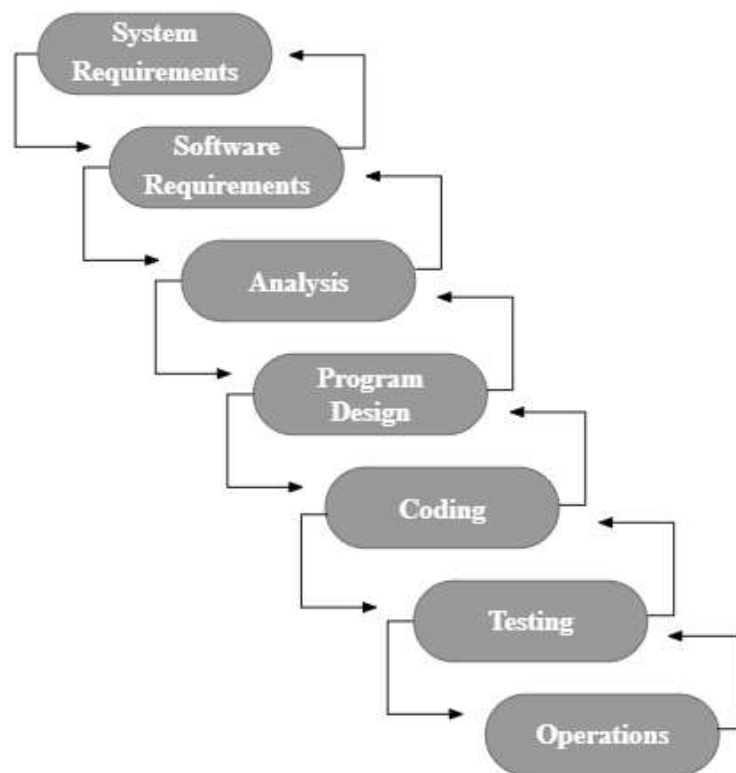 System
Requirements
Software
Requirements
Analysis
Program
Design
Coding
Testing
Operations